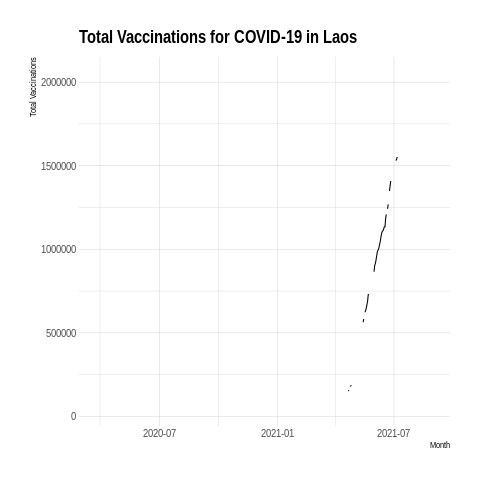 Total Vaccinations for COVID-19 in Laos
Total Vaccinations
2000000
1500000
1000000
500000
0
2020-07 2021-01 2021-07
Month